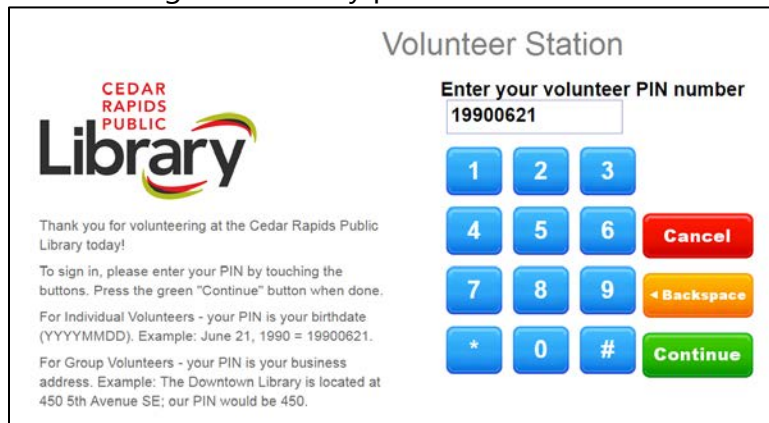 Volunteer Station
CEDAR
RAPIDS
PUBLIC
Library
Thank you for volunteering at the Cedar Rapids Public
Library today!
To sign in, please enter your PIN by touching the
buttons. Press the green "Continue" button when done.
For Individual Volunteers - your PIN is your birthdate
(YYYYMMDD). Example: June 21, 1990 = 19900621.
For Group Volunteers - your PIN is your business
address. Example: The Downtown Library is located at
450 5th Avenue SE; our PIN would be 450.
Enter your volunteer PIN number
19900621
1 2 3
4 5 6 Cancel
7 8 9 ◄Backspace
* 0 # Continue